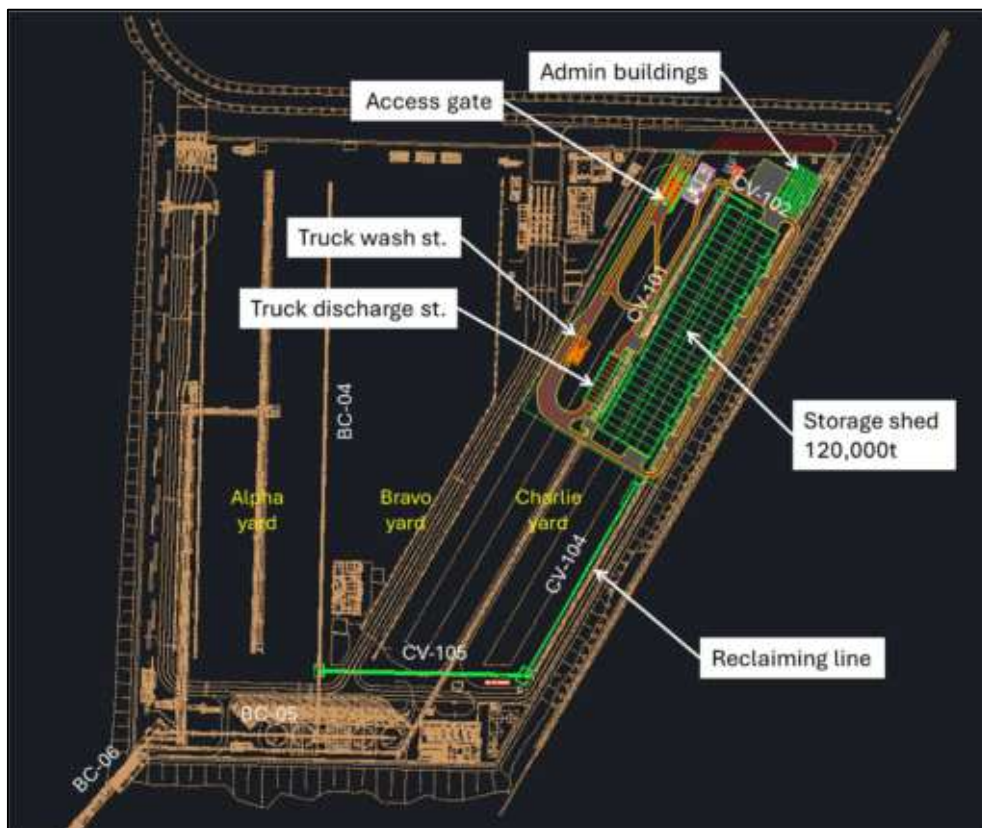 Admin buildings
Access gate
CV-102
Truck wash st.
CV-101
Truck discharge st.
BC-04
Storage shed
120,000t
Alpha
yard
Bravo
yard
Charlie
yard
CV-104
CV-105
Reclaiming line
BC-05
BC-06